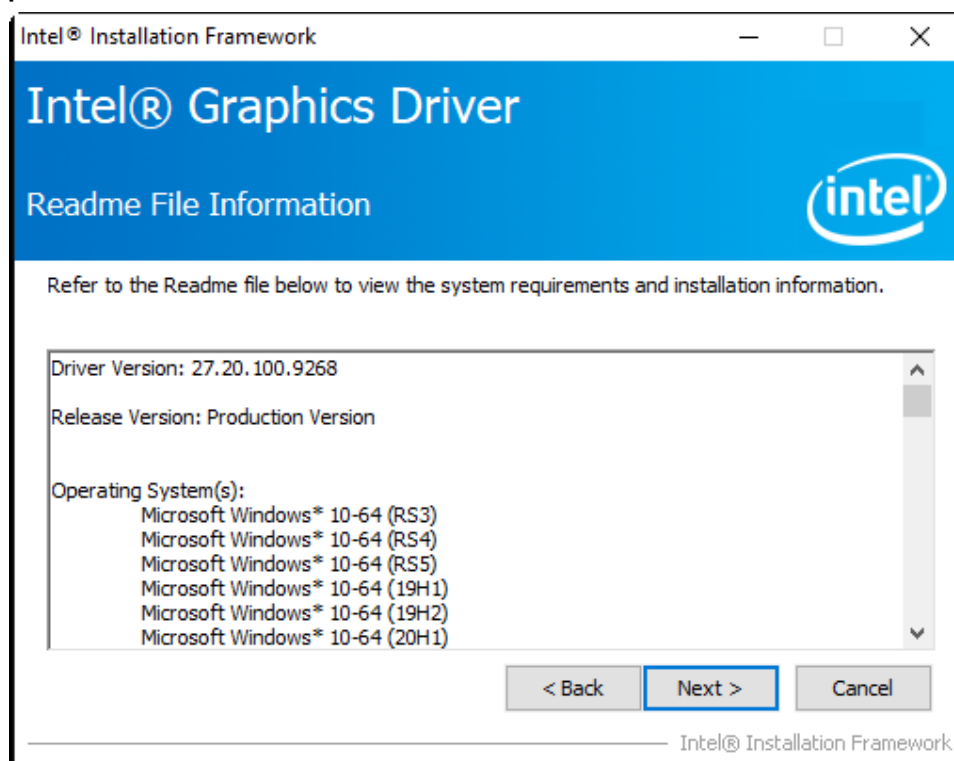 Intel® Installation Framework
Intel® Graphics Driver
Readme File Information
intel
Refer to the Readme file below to view the system requirements and installation information.
Driver Version: 27.20.100.9268
Release Version: Production Version
Operating System(s):
Microsoft Windows* 10-64 (RS3)
Microsoft Windows* 10-64 (RS4)
Microsoft Windows* 10-64 (RS5)
Microsoft Windows* 10-64 (19H1)
Microsoft Windows* 10-64 (19H2)
Microsoft Windows* 10-64 (20H1)
< Back Next > Cancel
Intel® Installation Framework